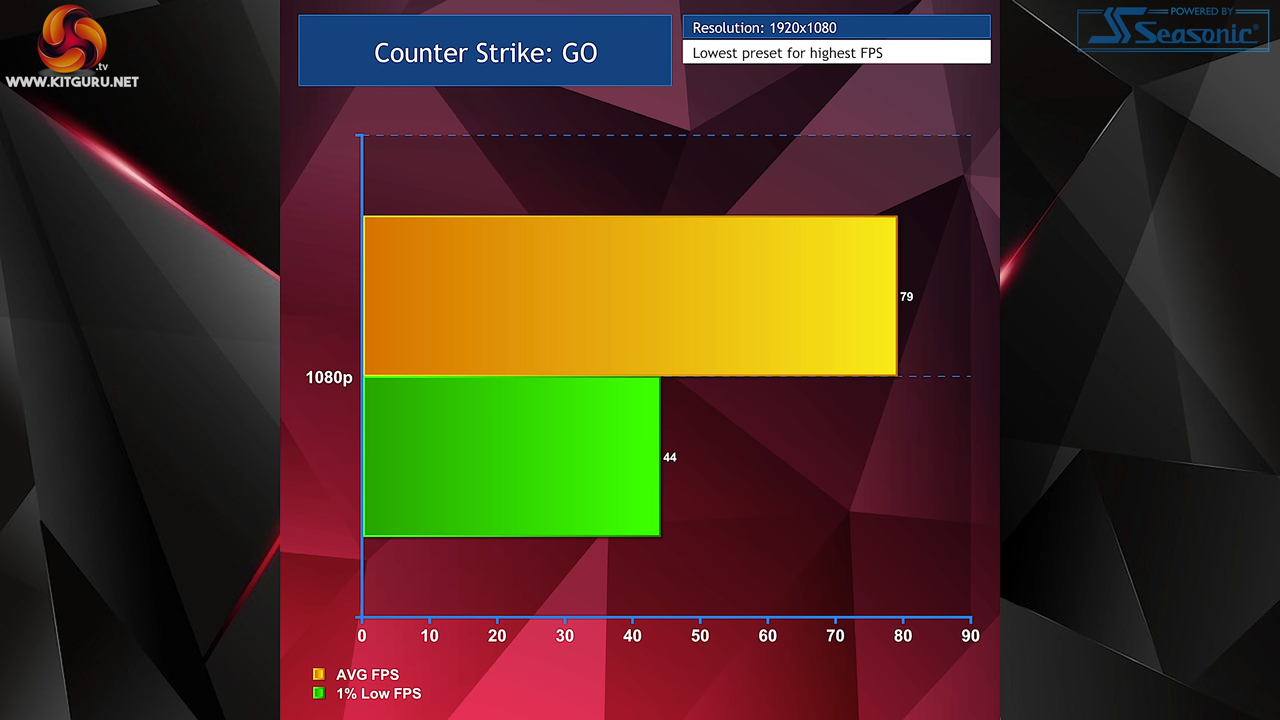 .tv
WWW.KITGURU.NET
Counter Strike: GO
Resolution: 1920x1080
Lowest preset for highest FPS
POWERED BY
Seasonic
79
1080p
44
0 10 20 30 40 50 60 70 80 90
AVG FPS
1% Low FPS